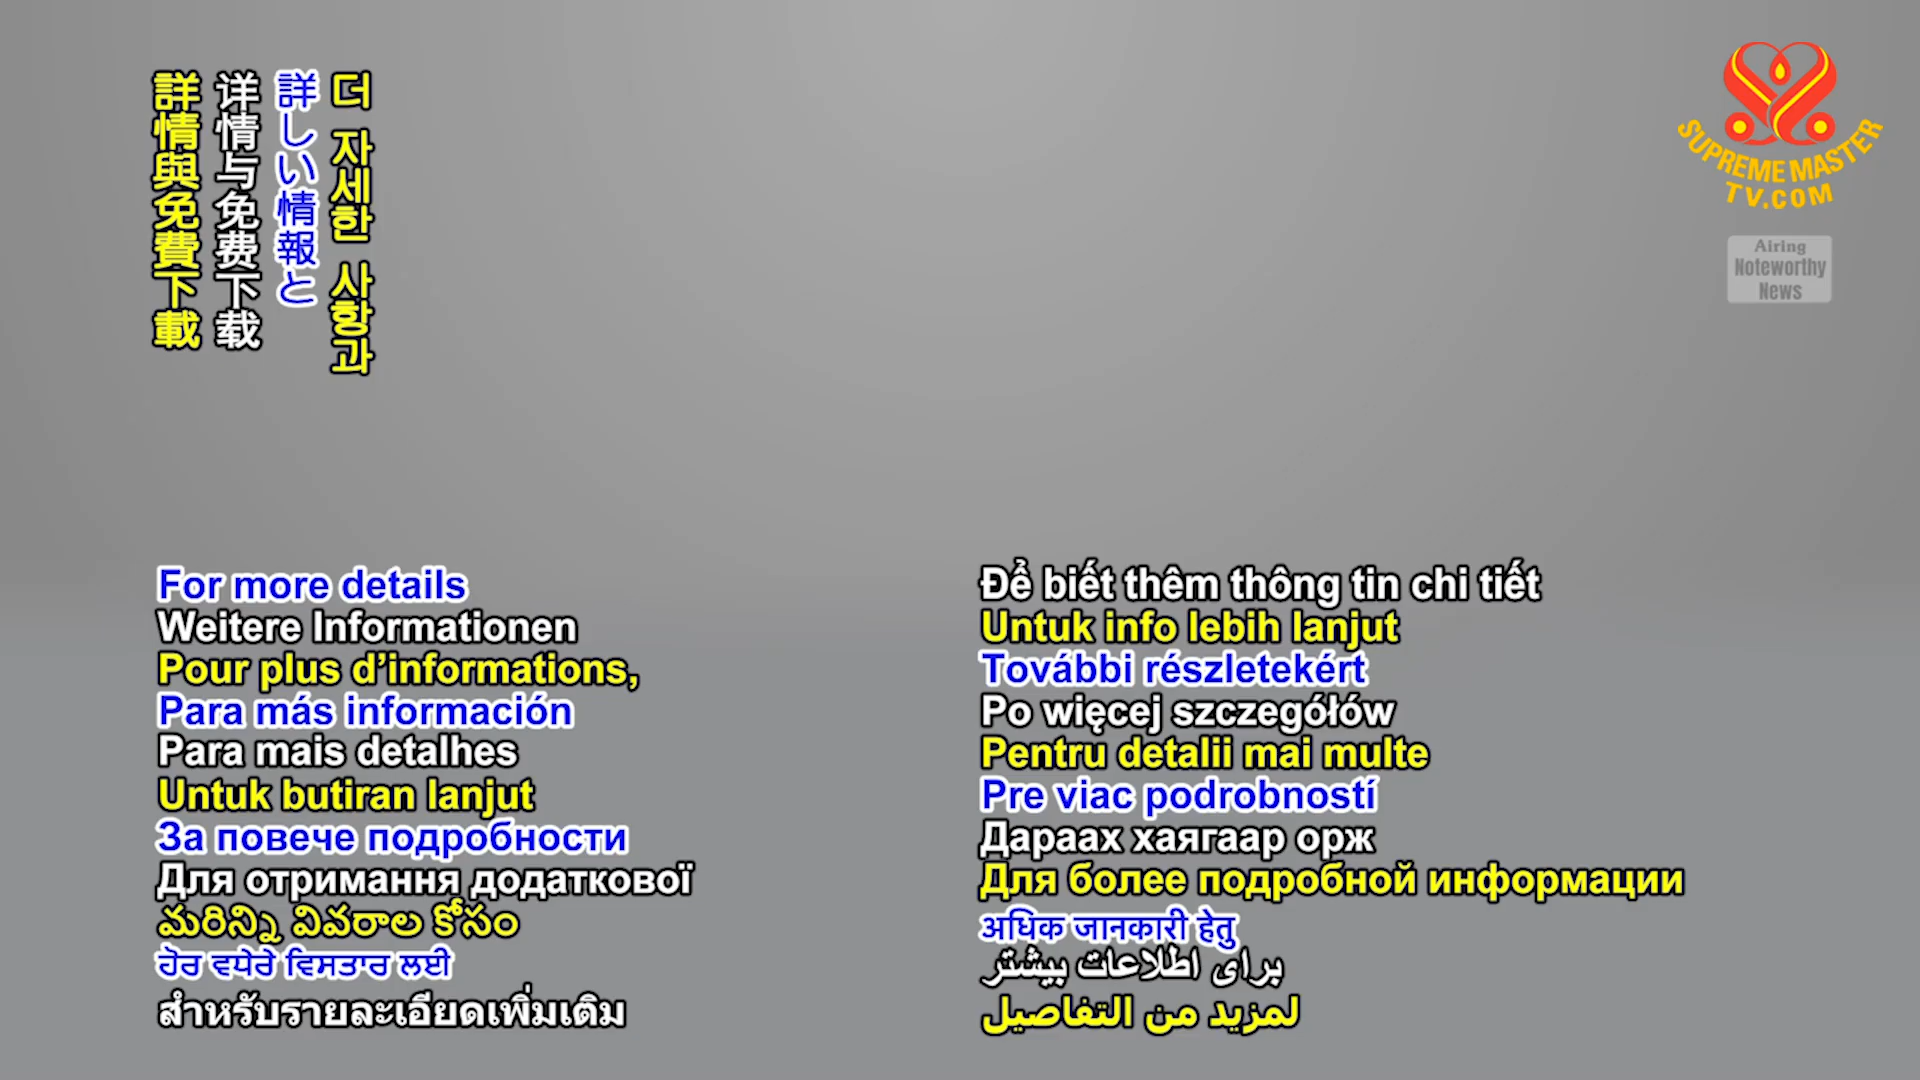 詳情與免費下載
详情与免费下载
詳しい情報と
더 자세한 사항과
SUPREME MASTER
TV.COM
Airing
Noteworthy
News
For more details
Weitere Informationen
Pour plus d’informations,
Para más información
Para mais detalhes
Untuk butiran lanjut
За повече подробности
Для отримання додаткової
మరిన్ని వివరాల కోసం
ਹੋਰ ਵਧੇਰੇ ਵਿਸਤਾਰ ਲਈ
สำหรับรายละเอียดเพิ่มเติม
Để biết thêm thông tin chi tiết
Untuk info lebih lanjut
További részletekért
Po więcej szczegółów
Pentru detalii mai multe
Pre viac podrobností
Дараах хаягаар орж
Для более подробной информации
अधिक जानकारी हेतु
برای اطلاعات بیشتر
لمزيد من التفاصيل